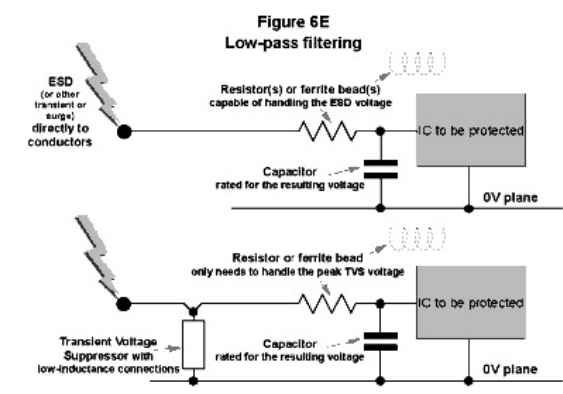 Figure 6E
Low-pass filtering
ESD
(or other
transient or
surge)
directly to
conductors
Resistor(s) or ferrite bead(s)
capable of handling the ESD voltage
IC to be protected
Capacitor
rated for the resulting voltage
0V plane
Resistor or ferrite bead
only needs to handle the peak TVS voltage
IC to be protected
Transient Voltage
Suppressor with
low-inductance connections
Capacitor
rated for the resulting voltage
0V plane